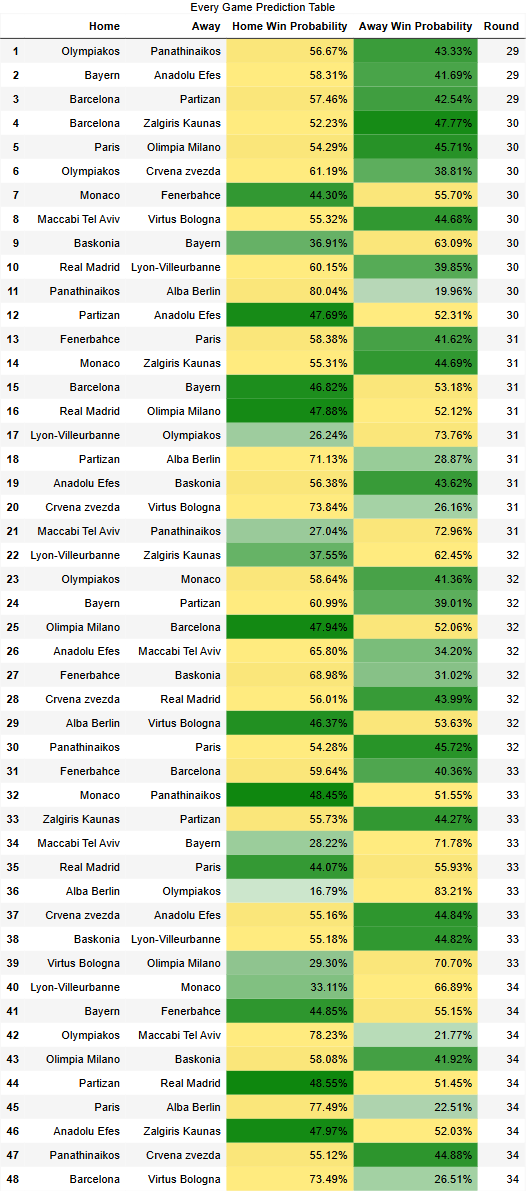 Every Game Prediction Table
Home Away Home Win Probability Away Win Probability Round
1 Olympiakos Panathinaikos 56.67% 43.33% 29
2 Bayern Anadolu Efes 58.31% 41.69% 29
3 Barcelona Partizan 57.46% 42.54% 29
4 Barcelona Zalgiris Kaunas 52.23% 47.77% 30
5 Paris Olimpia Milano 54.29% 45.71% 30
6 Olympiakos Crvena zvezda 61.19% 38.81% 30
7 Monaco Fenerbahce 44.30% 55.70% 30
8 Maccabi Tel Aviv Virtus Bologna 55.32% 44.68% 30
9 Baskonia Bayern 36.91% 63.09% 30
10 Real Madrid Lyon-Villeurbanne 60.15% 39.85% 30
11 Panathinaikos Alba Berlin 80.04% 19.96% 30
12 Partizan Anadolu Efes 47.69% 52.31% 30
13 Fenerbahce Paris 58.38% 41.62% 31
14 Monaco Zalgiris Kaunas 55.31% 44.69% 31
15 Barcelona Bayern 46.82% 53.18% 31
16 Real Madrid Olimpia Milano 47.88% 52.12% 31
17 Lyon-Villeurbanne Olympiakos 26.24% 73.76% 31
18 Partizan Alba Berlin 71.13% 28.87% 31
19 Anadolu Efes Baskonia 56.38% 43.62% 31
20 Crvena zvezda Virtus Bologna 73.84% 26.16% 31
21 Maccabi Tel Aviv Panathinaikos 27.04% 72.96% 31
22 Lyon-Villeurbanne Zalgiris Kaunas 37.55% 62.45% 32
23 Olympiakos Monaco 58.64% 41.36% 32
24 Bayern Partizan 60.99% 39.01% 32
25 Olimpia Milano Barcelona 47.94% 52.06% 32
26 Anadolu Efes Maccabi Tel Aviv 65.80% 34.20% 32
27 Fenerbahce Baskonia 68.98% 31.02% 32
28 Crvena zvezda Real Madrid 56.01% 43.99% 32
29 Alba Berlin Virtus Bologna 46.37% 53.63% 32
30 Panathinaikos Paris 54.28% 45.72% 32
31 Fenerbahce Barcelona 59.64% 40.36% 33
32 Monaco Panathinaikos 48.45% 51.55% 33
33 Zalgiris Kaunas Partizan 55.73% 44.27% 33
34 Maccabi Tel Aviv Bayern 28.22% 71.78% 33
35 Real Madrid Paris 44.07% 55.93% 33
36 Alba Berlin Olympiakos 16.79% 83.21% 33
37 Crvena zvezda Anadolu Efes 55.16% 44.84% 33
38 Baskonia Lyon-Villeurbanne 55.18% 44.82% 33
39 Virtus Bologna Olimpia Milano 29.30% 70.70% 33
40 Lyon-Villeurbanne Monaco 33.11% 66.89% 34
41 Bayern Fenerbahce 44.85% 55.15% 34
42 Olympiakos Maccabi Tel Aviv 78.23% 21.77% 34
43 Olimpia Milano Baskonia 58.08% 41.92% 34
44 Partizan Real Madrid 48.55% 51.45% 34
45 Paris Alba Berlin 77.49% 22.51% 34
46 Anadolu Efes Zalgiris Kaunas 47.97% 52.03% 34
47 Panathinaikos Crvena zvezda 55.12% 44.88% 34
48 Barcelona Virtus Bologna 73.49% 26.51% 34